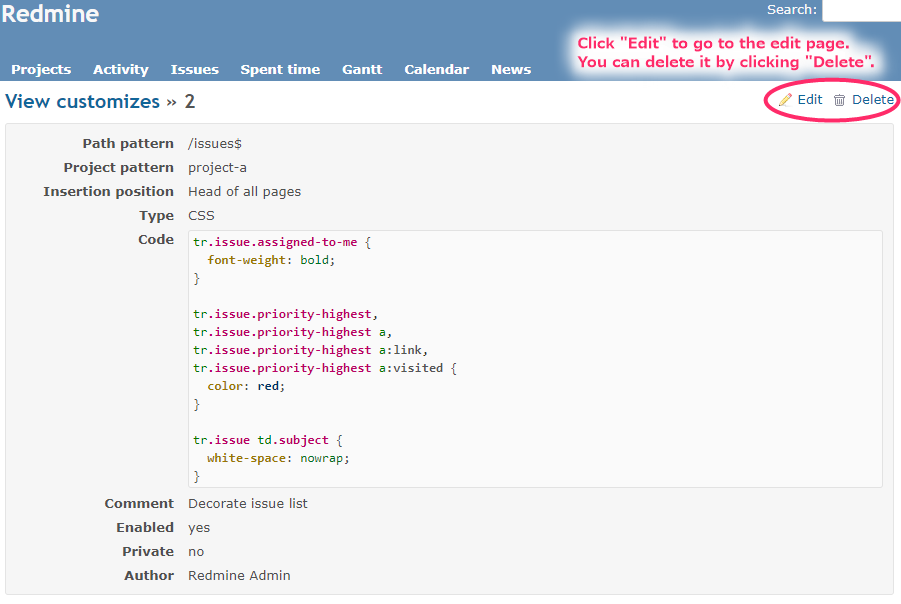 Redmine
Search:
Click "Edit" to go to the edit page.
You can delete it by clicking "Delete".
Projects Activity Issues Spent time Gantt Calendar News
View customizes » 2
Edit Delete
Path pattern /issues$
Project pattern project-a
Insertion position Head of all pages
Type CSS
Code
tr.issue.assigned-to-me {
  font-weight: bold;
}

tr.issue.priority-highest,
tr.issue.priority-highest a,
tr.issue.priority-highest a:link,
tr.issue.priority-highest a:visited {
  color: red;
}

tr.issue td.subject {
  white-space: nowrap;
}
Comment Decorate issue list
Enabled yes
Private no
Author Redmine Admin